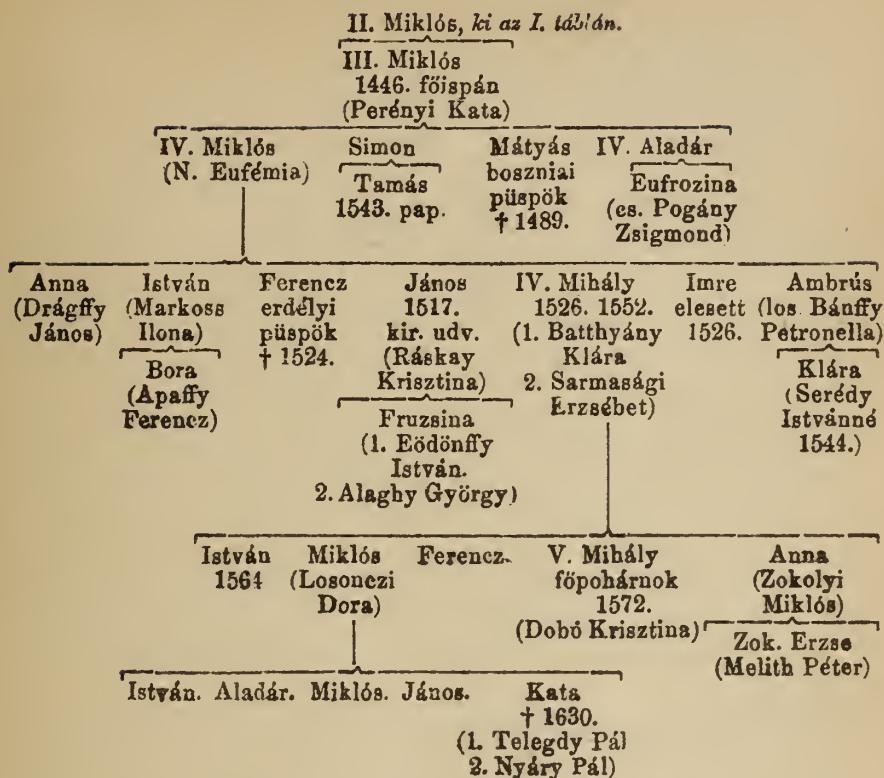 II. Miklós, ki az I. táblán.
III. Miklós
1446. főispán
(Perényi Kata)
IV. Miklós Simon Mátyás IV. Aladár
(N. Eufémia) Tamás boszniai Eufrozina
1543. pap. püspök (cs. Pogány
† 1489. Zsigmond)
Anna István Ferencz János IV. Mihály Imre Ambrús
(Drágffy (Markoss erdélyi 1517. 1526. 1552. elesett (los. Bánffy
János) Ilona) püspök kir. udv. (1. Batthyány 1526. Petronella)
Bora † 1524. (Ráskay Klára Klára
(Apaffy Krisztina) 2. Sarmasági (Serédy
Ferencz) Fruzsina Erzsébet) Istvánné
(1. Eödönffy 1544.)
István.
2. Alaghy György)
István Miklós Ferencz. V. Mihály Anna
1564 (Losonczi főpohárnok (Zokolyi
Dora) 1572. Miklós)
(Dobó Krisztina) Zok. Erzse
(Melith Péter)
István. Aladár. Miklós. János. Kata
† 1630.
(1. Telegdy Pál
2. Nyáry Pál)